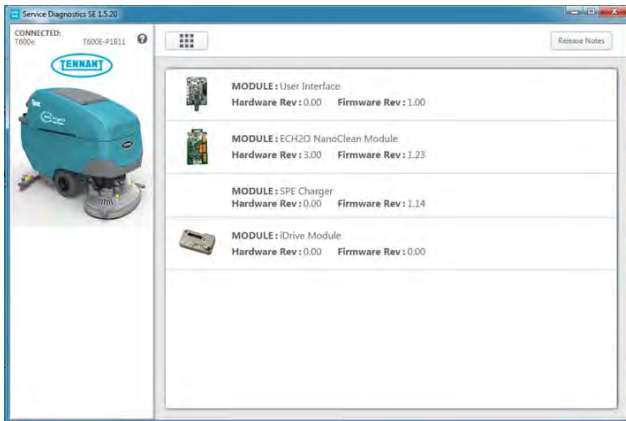 Service Diagnostics SE 1.5.20
CONNECTED:
T600e T600E-P1B11 ?
Release Notes
TENNANT
MODULE : User Interface
Hardware Rev : 0.00 Firmware Rev : 1.00
MODULE : ECH2O NanoClean Module
Hardware Rev : 3.00 Firmware Rev : 1.23
MODULE : SPE Charger
Hardware Rev : 0.00 Firmware Rev : 1.14
MODULE : iDrive Module
Hardware Rev : 0.00 Firmware Rev : 0.00